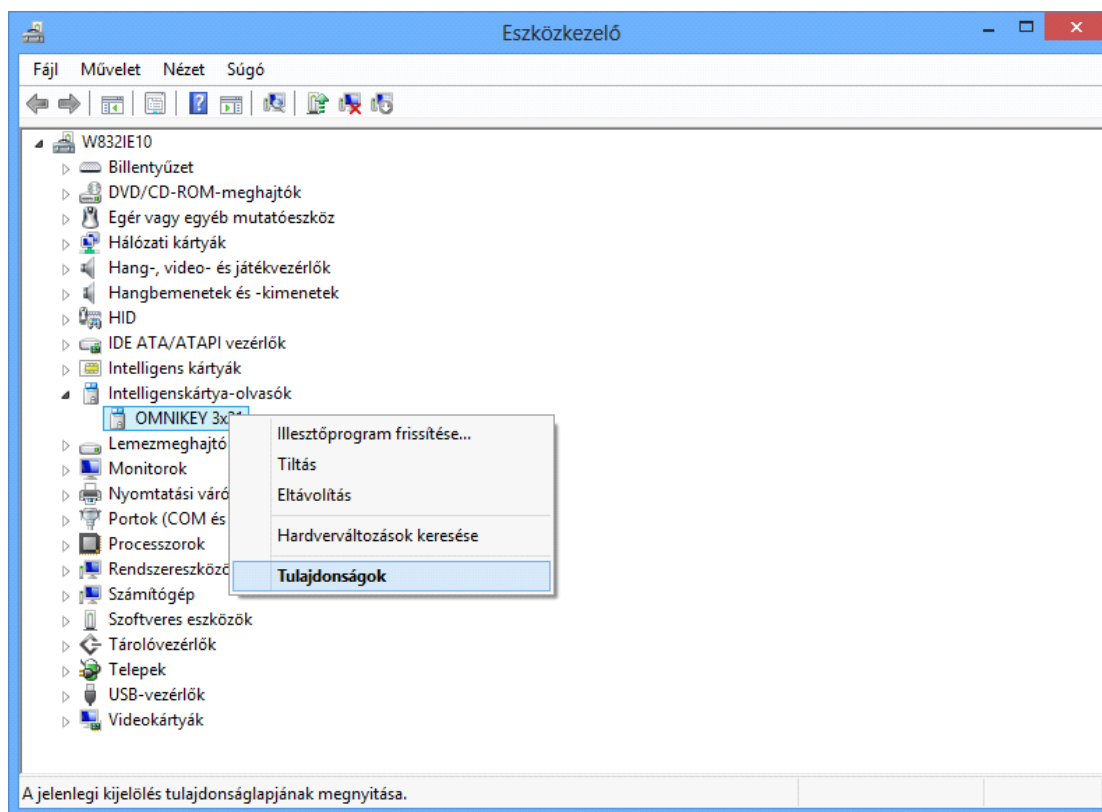 Eszközkezelő
Fájl Művelet Nézet Súgó
W832IE10
Billentyűzet
DVD/CD-ROM-meghajtók
Egér vagy egyéb mutatóeszköz
Hálózati kártyák
Hang-, video- és játékvezérlők
Hangbemenetek és -kimenetek
HID
IDE ATA/ATAPI vezérlők
Intelligens kártyák
Intelligenskártya-olvasók
OMNIKEY
Lemezmeghajtó
Monitorok
Nyomtatási váró
Portok (COM és
Processzorok
Rendszereszközö
Számítógép
Szoftveres eszközök
Tárolóvezérlők
Telepek
USB-vezérlők
Videokártyák
Illesztőprogram frissítése...
Tiltás
Eltávolítás
Hardverváltozások keresése
Tulajdonságok
A jelenlegi kijelölés tulajdonságlapjának megnyitása.